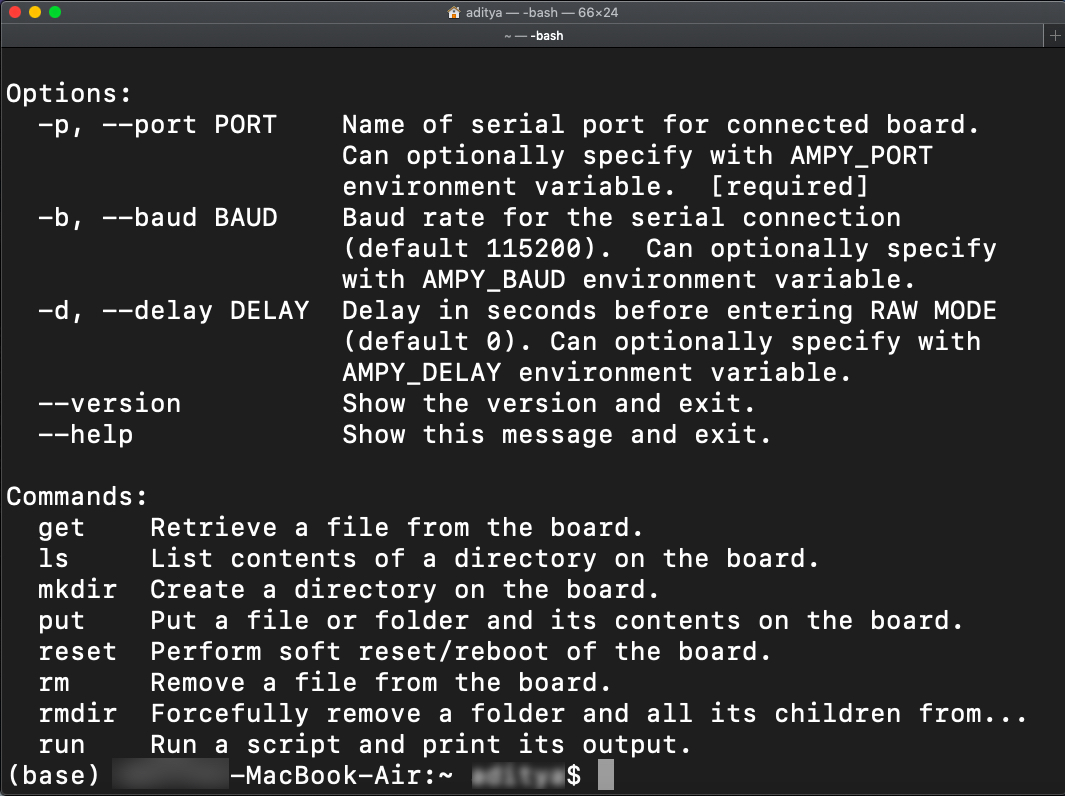 aditya — -bash — 66×24
~ — -bash
Options:
-p, --port PORT Name of serial port for connected board.
Can optionally specify with AMPY_PORT
environment variable. [required]
-b, --baud BAUD Baud rate for the serial connection
(default 115200). Can optionally specify
with AMPY_BAUD environment variable.
-d, --delay DELAY Delay in seconds before entering RAW MODE
(default 0). Can optionally specify with
AMPY_DELAY environment variable.
--version Show the version and exit.
--help Show this message and exit.
Commands:
get Retrieve a file from the board.
ls List contents of a directory on the board.
mkdir Create a directory on the board.
put Put a file or folder and its contents on the board.
reset Perform soft reset/reboot of the board.
rm Remove a file from the board.
rmdir Forcefully remove a folder and all its children from...
run Run a script and print its output.
(base) -MacBook-Air:~ $